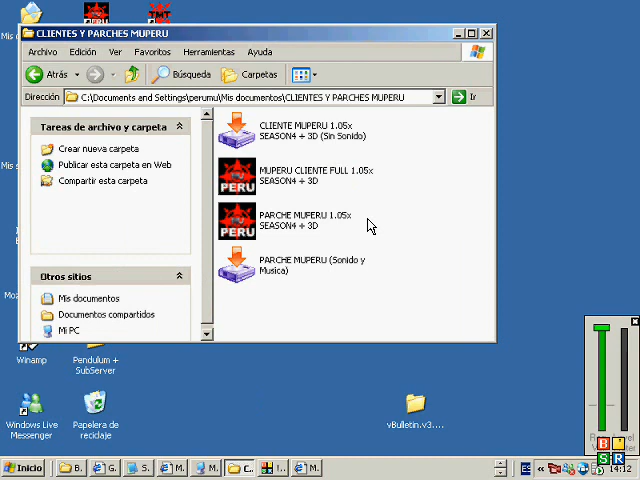 PERU
TMT
CLIENTES Y PARCHES MUPERU
Archivo Edición Ver Favoritos Herramientas Ayuda
Atrás Búsqueda Carpetas
Dirección C:\Documents and Settings\perumu\Mis documentos\CLIENTES Y PARCHES MUPERU Ir
Tareas de archivo y carpeta
Crear nueva carpeta
Publicar esta carpeta en Web
Compartir esta carpeta
Otros sitios
Mis documentos
Documentos compartidos
Mi PC
CLIENTE MUPERU 1.05x
SEASON4 + 3D (Sin Sonido)
PERU
MUPERU CLIENTE FULL 1.05x
SEASON4 + 3D
PERU
PARCHE MUPERU 1.05x
SEASON4 + 3D
PARCHE MUPERU (Sonido y
Musica)
Winamp
Pendulum +
SubServer
Windows Live
Messenger
Papelera de
reciclaje
vBulletin.v3....
B
S R
Inicio B. G. S. M. M. C. !.. M.
ES « 14:12